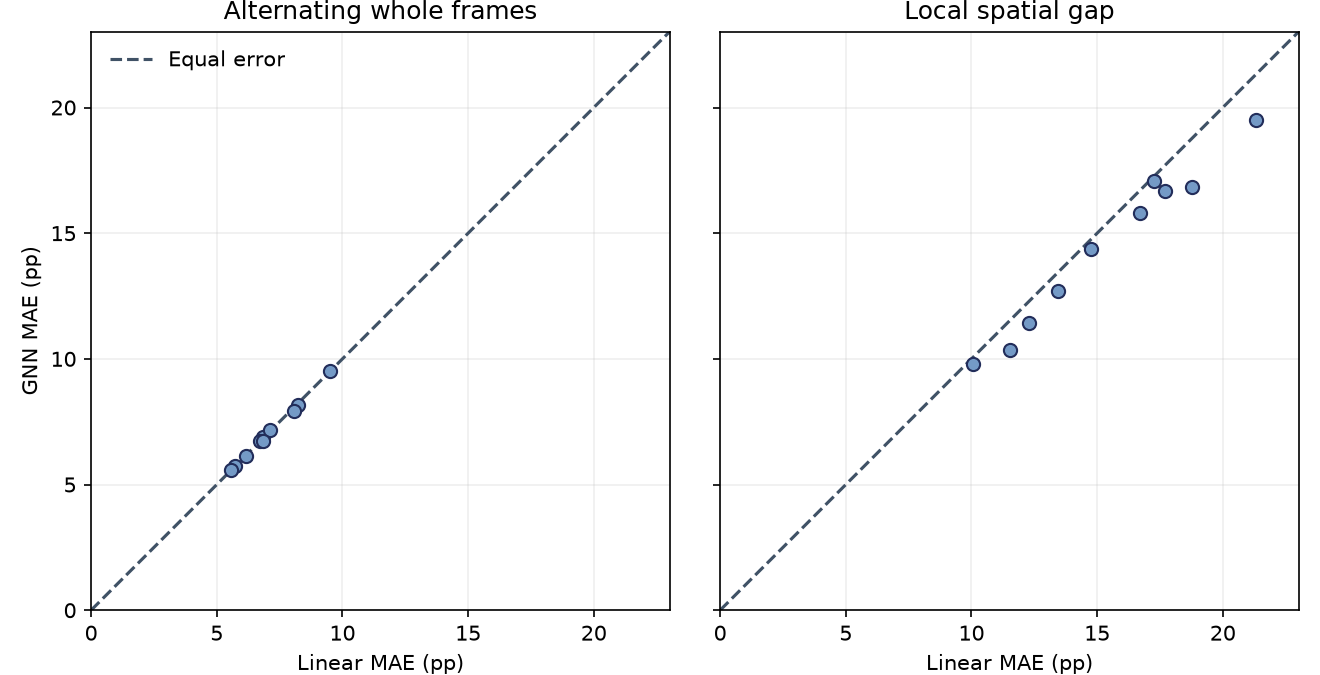 Alternating whole frames
Equal error
GNN MAE (pp)
20
15
10
5
0
0 5 10 15 20
Linear MAE (pp)
Local spatial gap
0 5 10 15 20
Linear MAE (pp)